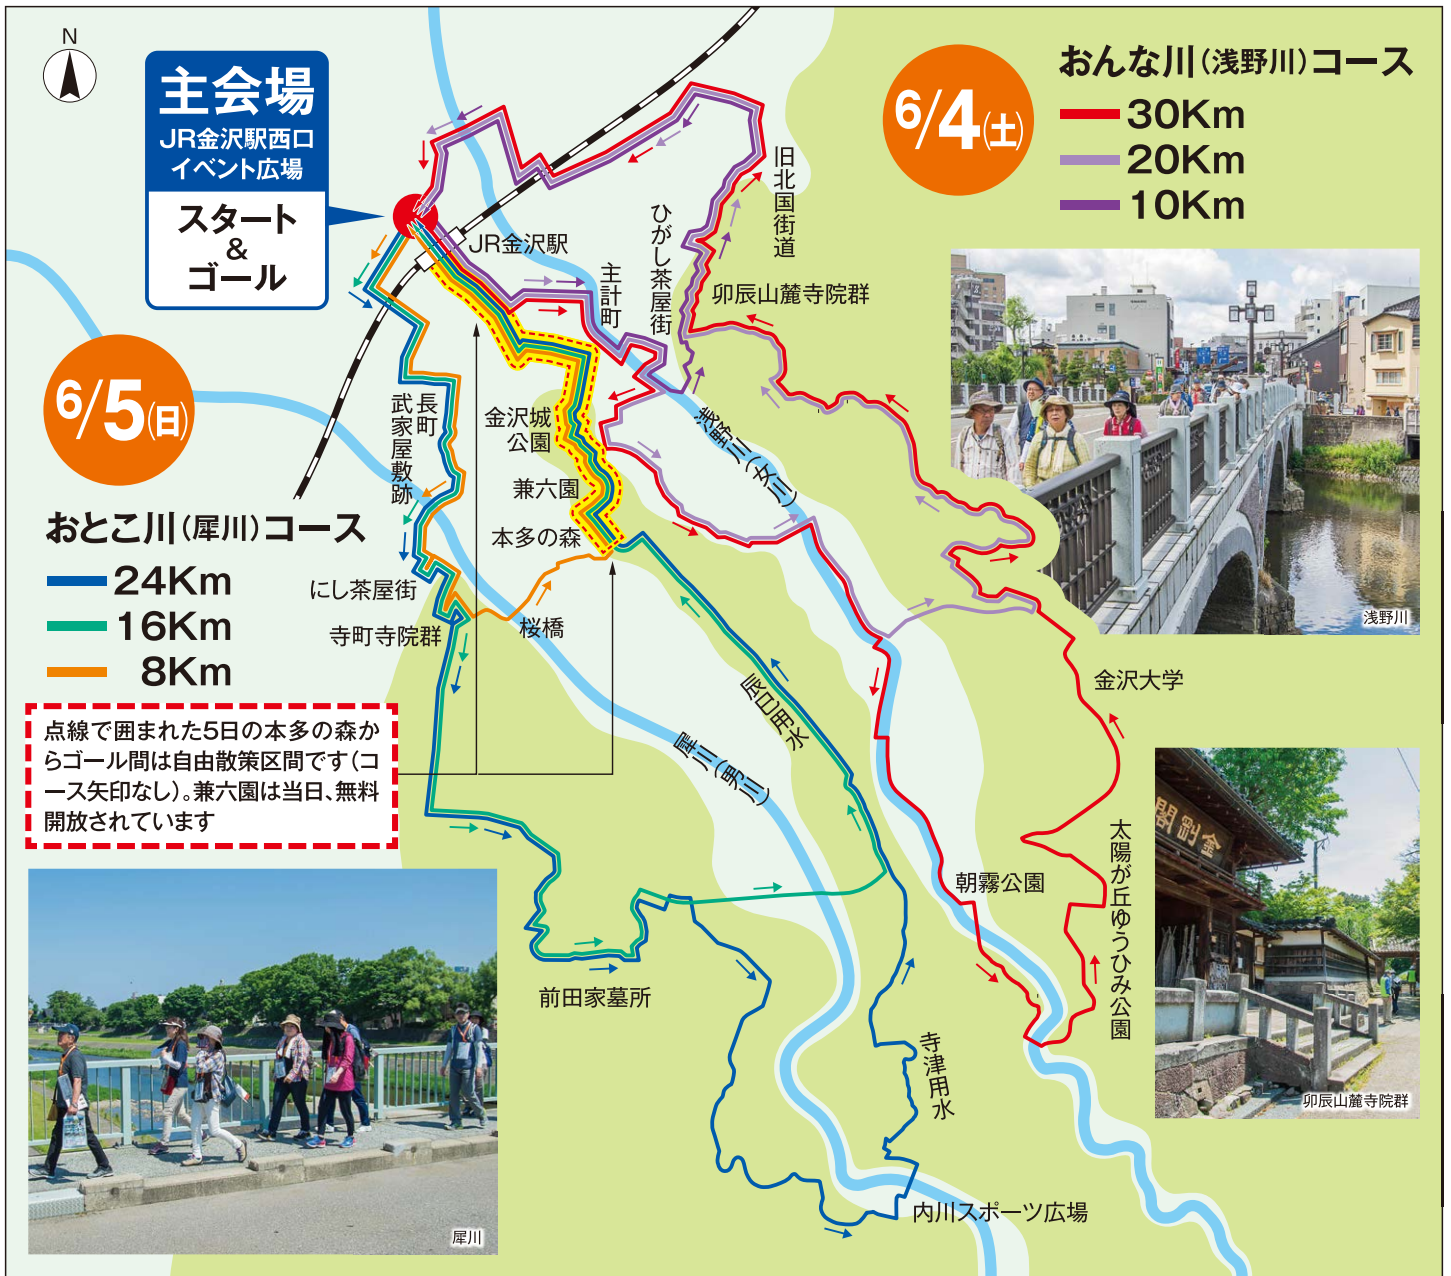 N
主会場
JR金沢駅西口
イベント広場
スタート
&
ゴール
6/4(土)
おんな川(浅野川)コース
30Km
20Km
10Km
6/5(日)
おとこ川(犀川)コース
24Km
16Km
8Km
点線で囲まれた5日の本多の森か
らゴール間は自由散策区間です(コ
ース矢印なし)。兼六園は当日、無料
開放されています
JR金沢駅
主計町
ひがし茶屋街
旧北国街道
卯辰山麓寺院群
長町
武家屋敷跡
金沢城
公園
兼六園
本多の森
浅野川(女川)
にし茶屋街
寺町寺院群
桜橋
辰巳用水
犀川(男川)
金沢大学
朝霧公園
太陽が丘ゆうひみ公園
前田家墓所
寺津用水
内川スポーツ広場
浅野川
金剛閣
卯辰山麓寺院群
犀川